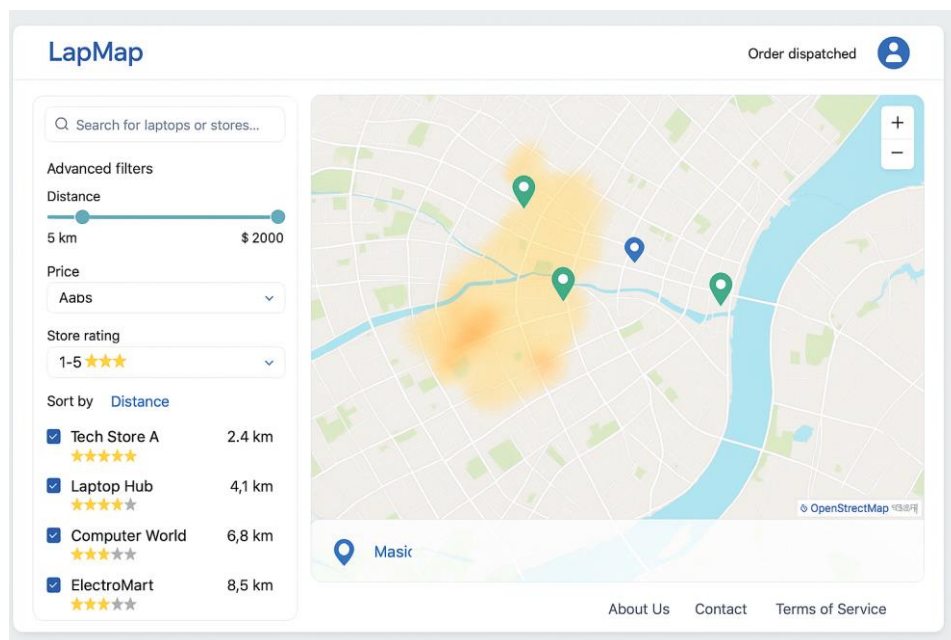 LapMap
Order dispatched
Search for laptops or stores...
Advanced filters
Distance
5 km $ 2000
Price
Aabs
Store rating
1-5
Sort by Distance
Tech Store A 2.4 km
Laptop Hub 4,1 km
Computer World 6,8 km
ElectroMart 8,5 km
+
−
OpenStrectMap
Masic
About Us Contact Terms of Service